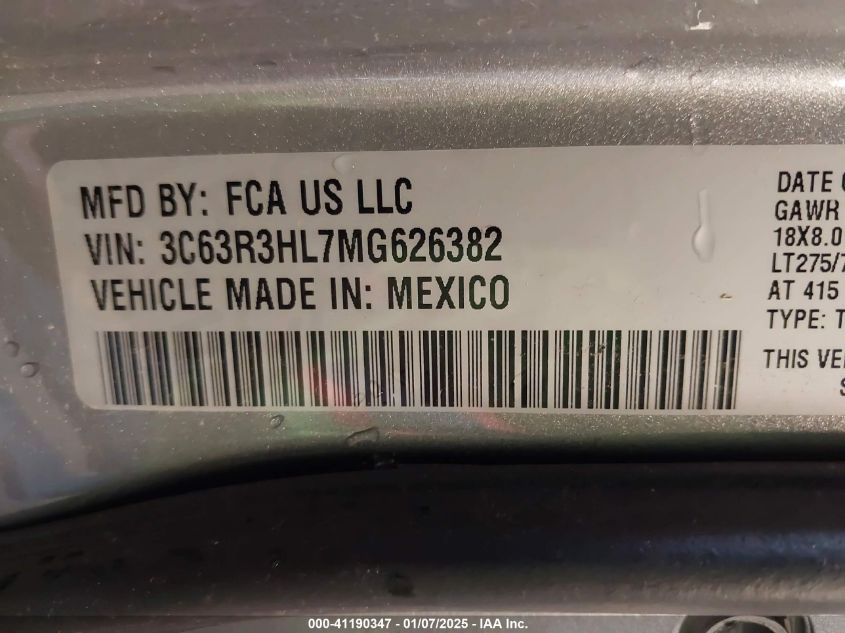 MFD BY: FCA US LLC
VIN: 3C63R3HL7MG626382
VEHICLE MADE IN: MEXICO
DATE
GAWR
18X8.0
LT275/7
AT 415
TYPE: T
THIS VE
S
000-41190347 - 01/07/2025 - IAA Inc.